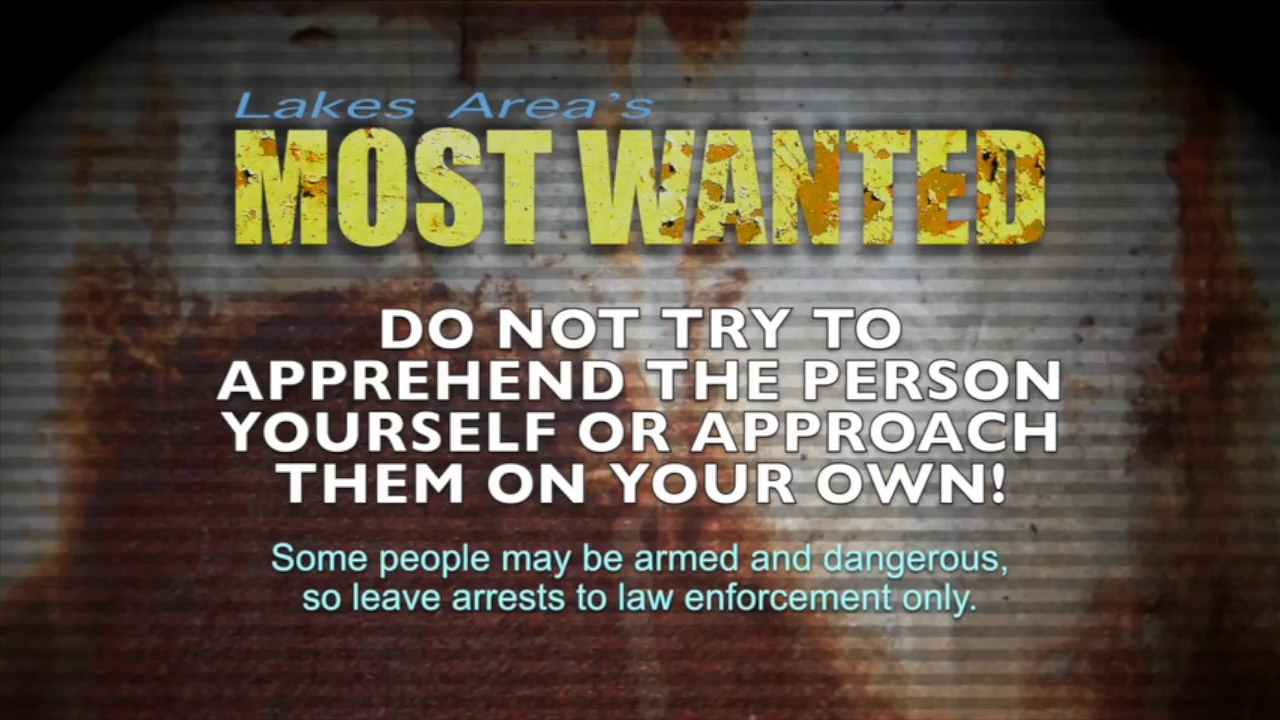 Lakes Area's
MOST WANTED
DO NOT TRY TO
APPREHEND THE PERSON
YOURSELF OR APPROACH
THEM ON YOUR OWN!
Some people may be armed and dangerous,
so leave arrests to law enforcement only.